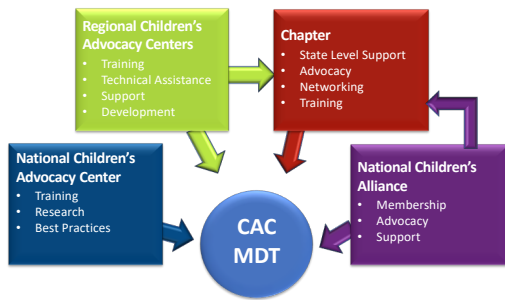 Regional Children's
Advocacy Centers
• Training
• Technical Assistance
• Support
• Development
Chapter
• State Level Support
• Advocacy
• Networking
• Training
National Children's
Advocacy Center
• Training
• Research
• Best Practices
National Children's
Alliance
• Membership
• Advocacy
• Support
CAC
MDT